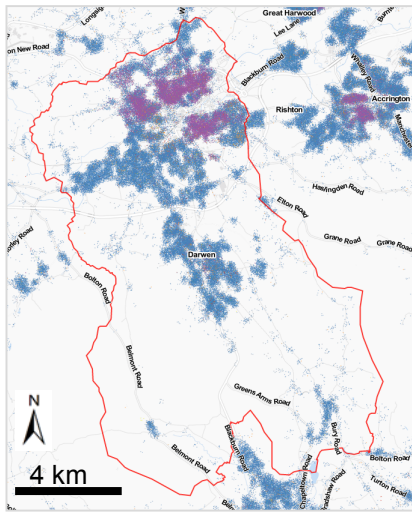 Great Harwood
Lee Lane
Blackburn Road
Whalley Road
Rishton
Accrington
Haslingden Road
Elton Road
Grane Road
Grane Road
Darwen
Bolton Road
Belmont Road
Greens Arms Road
Belmont Road
Blackburn Road
Bury Road
Bolton Road
Chapeltown Road
Turton Road
N
4 km